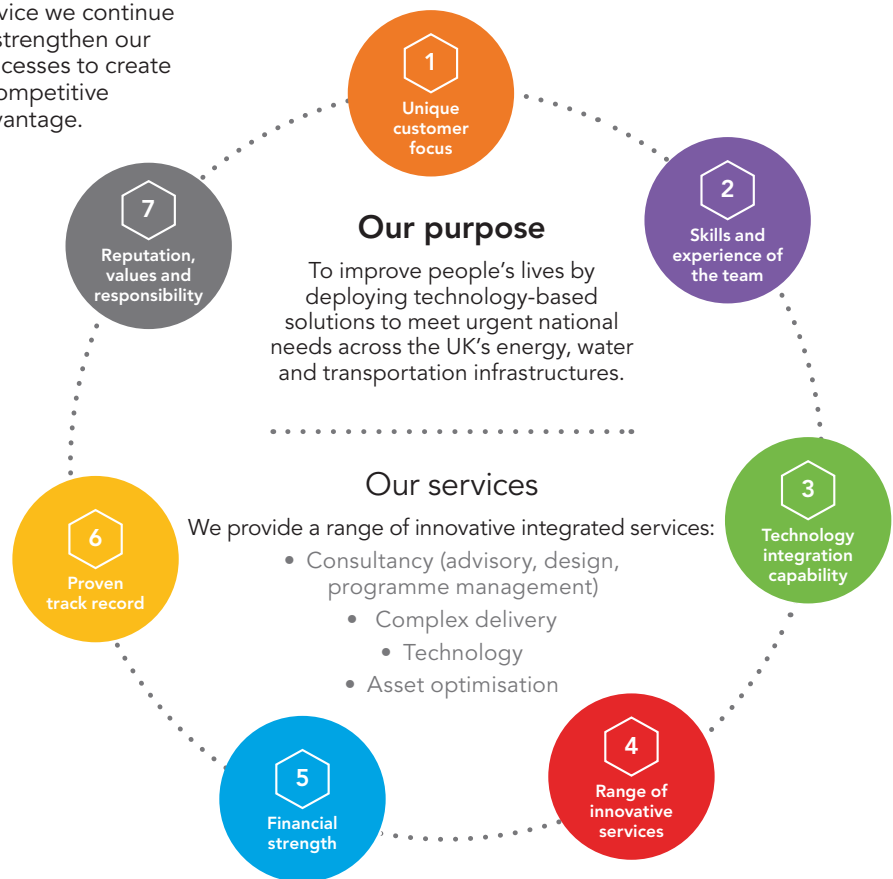 vice we continue
strengthen our
cesses to create
ompetitive
vantage.
1
Unique
customer
focus
2
Skills and
experience of
the team
3
Technology
integration
capability
4
Range of
innovative
services
5
Financial
strength
6
Proven
track record
7
Reputation,
values and
responsibility
Our purpose
To improve people's lives by
deploying technology-based
solutions to meet urgent national
needs across the UK's energy, water
and transportation infrastructures.
Our services
We provide a range of innovative integrated services:
• Consultancy (advisory, design,
programme management)
• Complex delivery
• Technology
• Asset optimisation